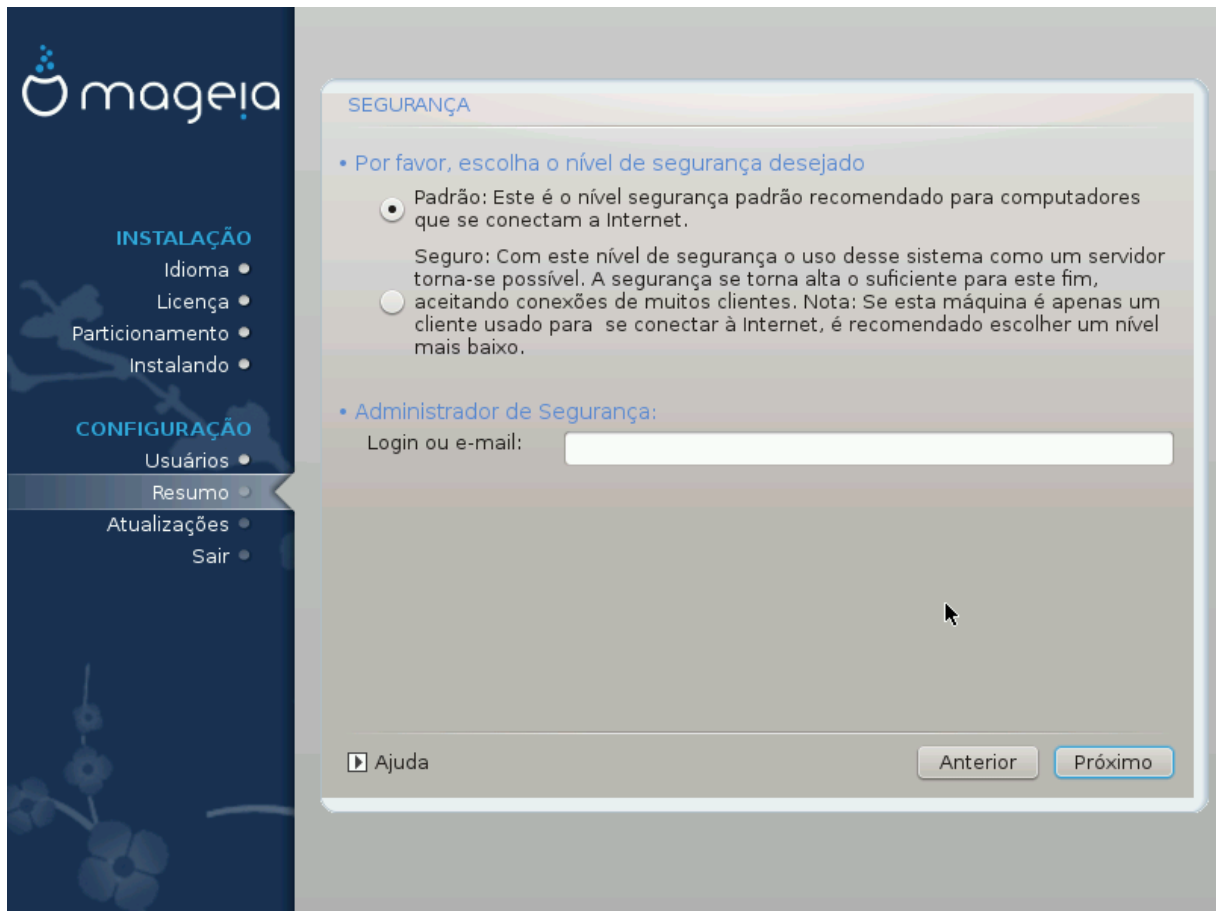 mageia
INSTALAÇÃO
Idioma
Licença
Particionamento
Instalando
CONFIGURAÇÃO
Usuários
Resumo
Atualizações
Sair
SEGURANÇA
• Por favor, escolha o nível de segurança desejado
Padrão: Este é o nível segurança padrão recomendado para computadores
que se conectam a Internet.
Seguro: Com este nível de segurança o uso desse sistema como um servidor
torna-se possível. A segurança se torna alta o suficiente para este fim,
aceitando conexões de muitos clientes. Nota: Se esta máquina é apenas um
cliente usado para  se conectar à Internet, é recomendado escolher um nível
mais baixo.
• Administrador de Segurança:
Login ou e-mail:
Ajuda
Anterior
Próximo